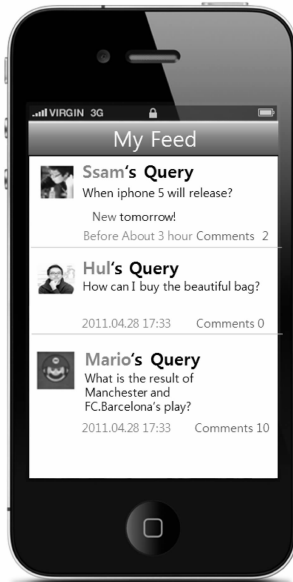 VIRGIN 3G
My Feed
Ssam's Query
When iphone 5 will release?
New tomorrow!
Before About 3 hour Comments 2
Hul's Query
How can I buy the beautiful bag?
2011.04.28 17:33 Comments 0
Mario's Query
What is the result of
Manchester and
FC.Barcelona's play?
2011.04.28 17:33 Comments 10